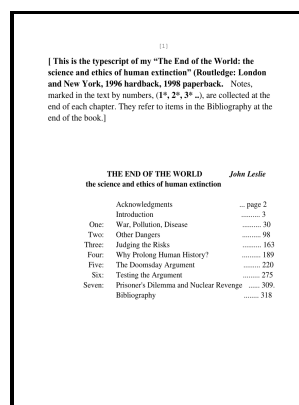 [1]
[ This is the typescript of my “The End of the World: the
science and ethics of human extinction” (Routledge: London
and New York, 1996 hardback, 1998 paperback. Notes,
marked in the text by numbers, (1*, 2*, 3* ..), are collected at the
end of each chapter. They refer to items in the Bibliography at the
end of the book.]
THE END OF THE WORLD John Leslie
the science and ethics of human extinction
Acknowledgments ... page 2
Introduction .......... 3
One: War, Pollution, Disease .......... 30
Two: Other Dangers ......... 98
Three: Judging the Risks .......... 163
Four: Why Prolong Human History? .......... 189
Five: The Doomsday Argument ......... 220
Six: Testing the Argument ......... 275
Seven: Prisoner's Dilemma and Nuclear Revenge ...... 309.
Bibliography ........ 318